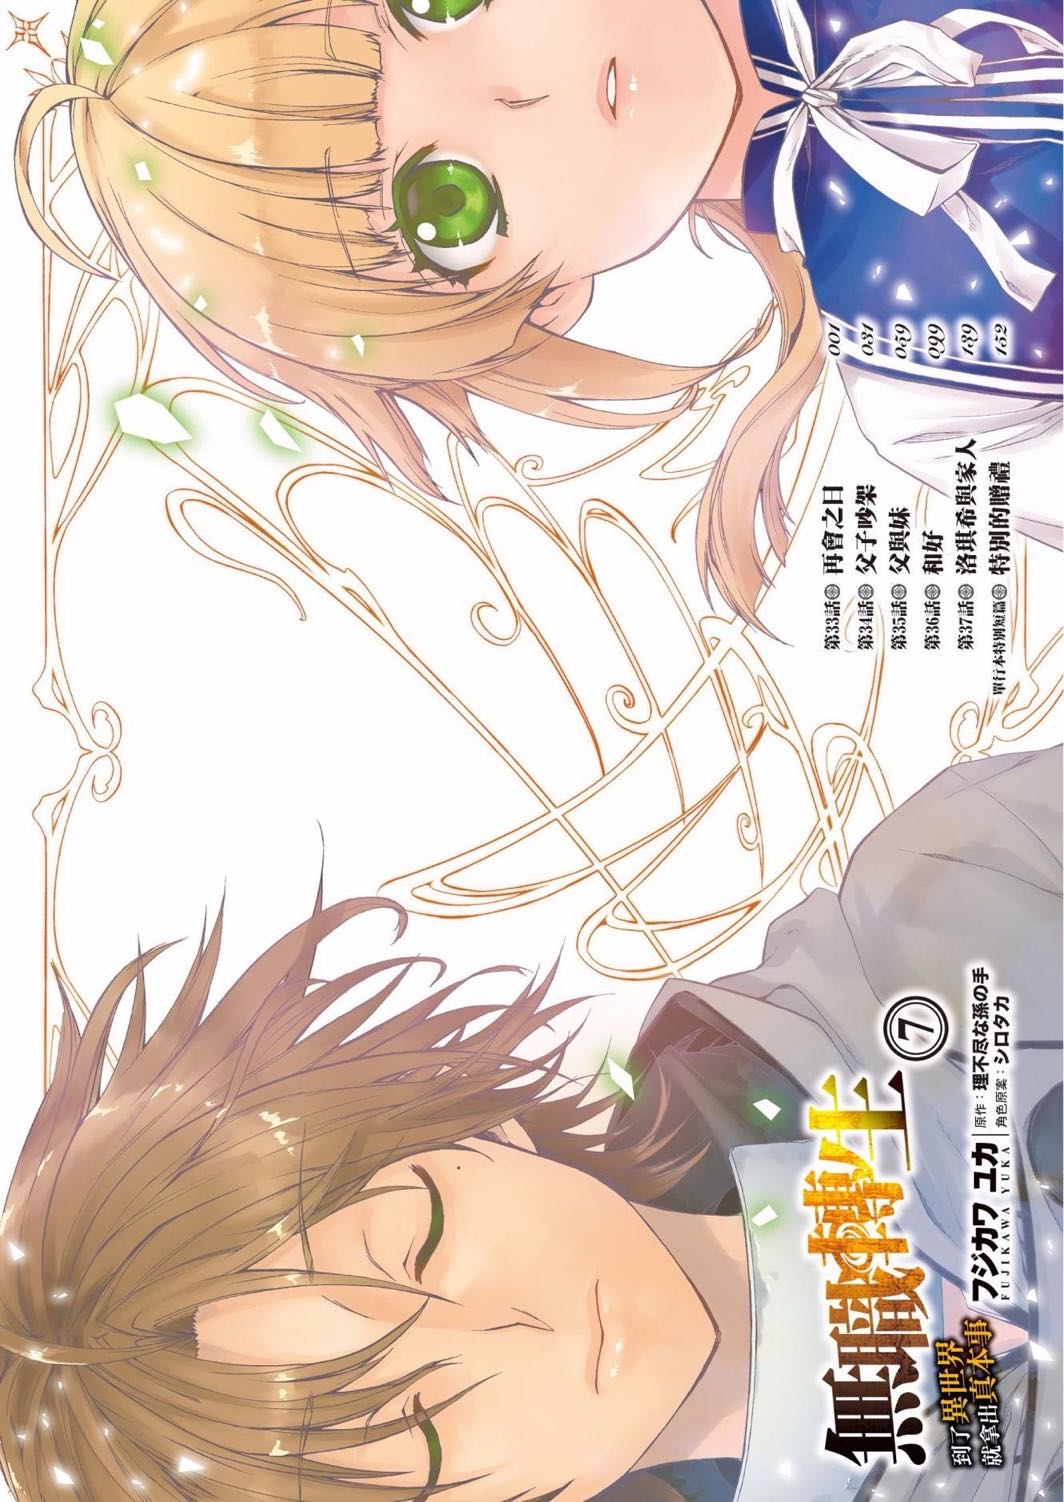 無職轉生
到了異世界
就拿出真本事
7
フジカワ ユカ
FUJIKAWA YUKA
原作:理不尽な孫の手
角色原案:シロタカ
第33話 再會之日 001
第34話 父子吵架 031
第35話 父與妹 059
第36話 和好 099
第37話 洛琪希與家人 139
單行本特別短篇 特別的贈禮 152